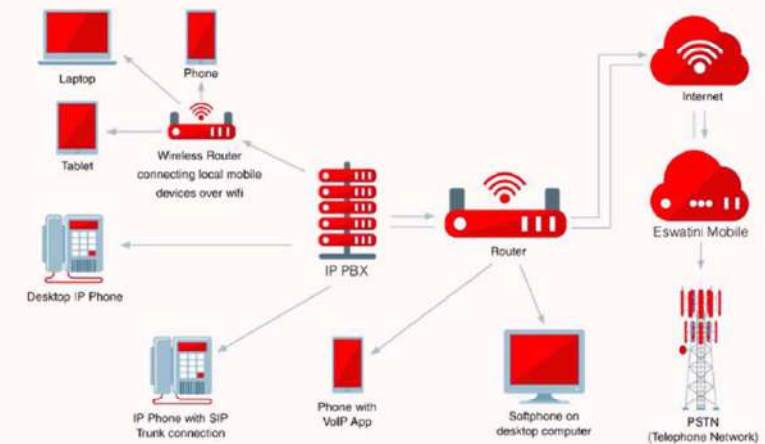 Laptop
Phone
Internet
Tablet
Wireless Router
connecting local mobile
devices over wifi
Eswatini Mobile
IP PBX
Router
Desktop IP Phone
IP Phone with SIP
Trunk connection
Phone with
VoIP App
Softphone on
desktop computer
PSTN
(Telephone Network)